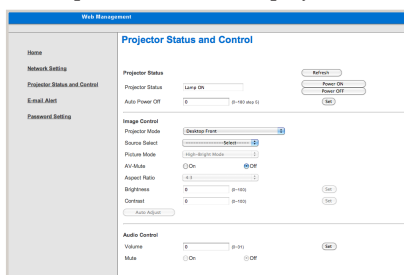 Web Management
Projector Status and Control
Home
Network Setting
Projector Status and Control
E-mail Alert
Password Setting
Projector Status
Refresh
Projector Status Lamp ON Power ON
Power OFF
Auto Power Off 0 (0-180 step 5) Set
Image Control
Projector Mode Desktop Front
Source Select --------------------Select-------
Picture Mode High-Bright Mode
AV-Mute On Off
Aspect Ratio 4:3
Brightness 0 (0-100) Set
Contrast 0 (0-100) Set
Auto Adjust
Audio Control
Volume 0 (0-31) Set
Mute On Off